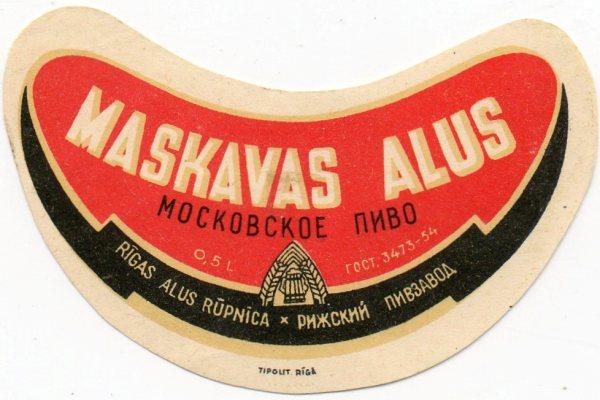 MASKAVAS ALUS
МОСКОВСКОЕ ПИВО
0,5 L. ГОСТ. 3473-54
RĪGAS ALUS RŪPNĪCA × РИЖСКИЙ ПИВЗАВОД
TIPOLIT. RĪGĀ